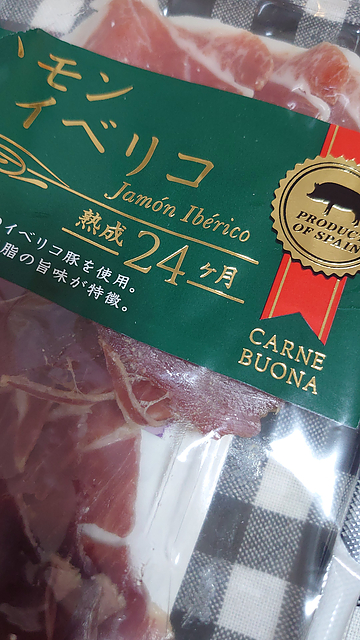 モン
イベリコ
Jamón Ibérico
熟成
24ヶ月
イベリコ豚を使用。
脂の旨味が特徴。
PRODUCT
OF SPAIN
CARNE
BUONA